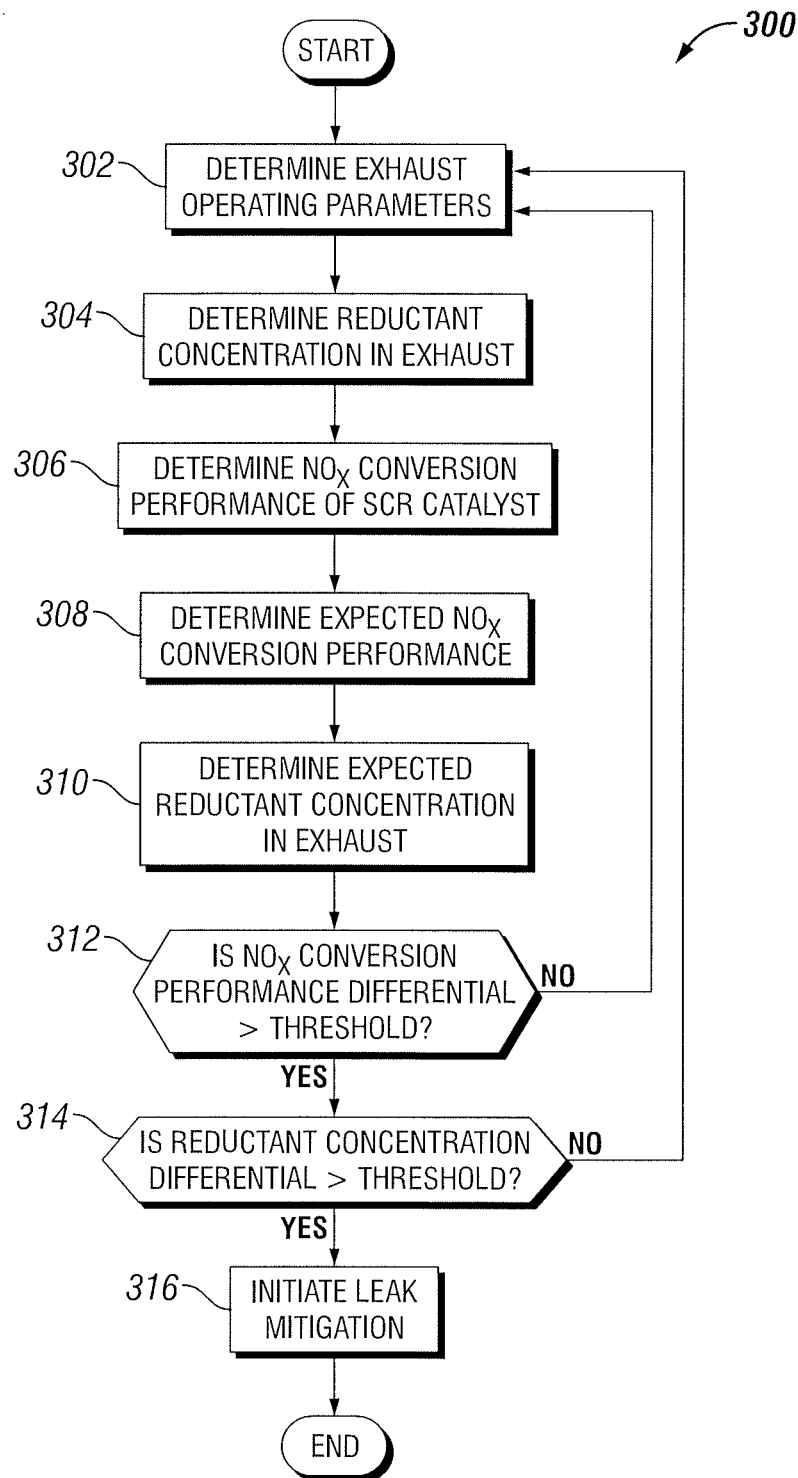 300
START
302
DETERMINE EXHAUST
OPERATING PARAMETERS
304
DETERMINE REDUCTANT
CONCENTRATION IN EXHAUST
306
DETERMINE NOX CONVERSION
PERFORMANCE OF SCR CATALYST
308
DETERMINE EXPECTED NOX
CONVERSION PERFORMANCE
310
DETERMINE EXPECTED
REDUCTANT CONCENTRATION
IN EXHAUST
312
IS NOX CONVERSION
PERFORMANCE DIFFERENTIAL
> THRESHOLD?
NO
YES
314
IS REDUCTANT CONCENTRATION
DIFFERENTIAL > THRESHOLD?
NO
YES
316
INITIATE LEAK
MITIGATION
END